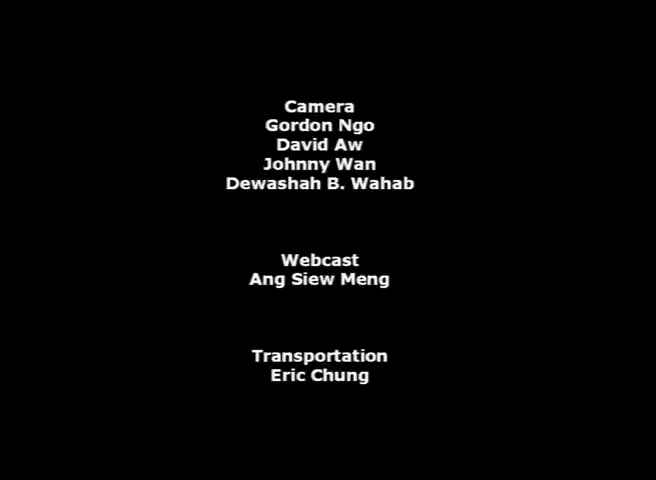 Camera
Gordon Ngo
David Aw
Johnny Wan
Dewashah B. Wahab
Webcast
Ang Siew Meng
Transportation
Eric Chung